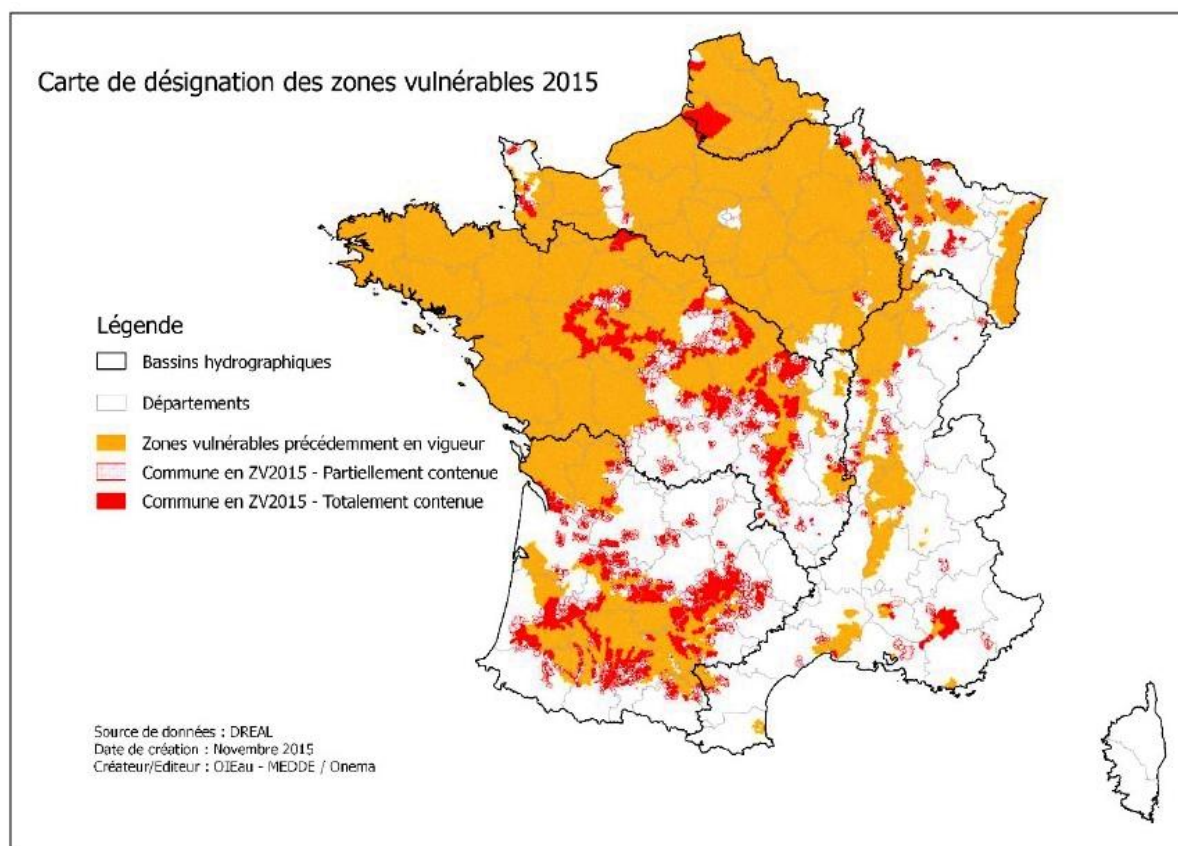 Carte de désignation des zones vulnérables 2015
Légende
Bassins hydrographiques
Départements
Zones vulnérables précédemment en vigueur
Commune en ZV2015 - Partiellement contenue
Commune en ZV2015 - Totalement contenue
Source de données : DREAL
Date de création : Novembre 2015
Créateur/Editeur : OIEau - MEDDE / Onema